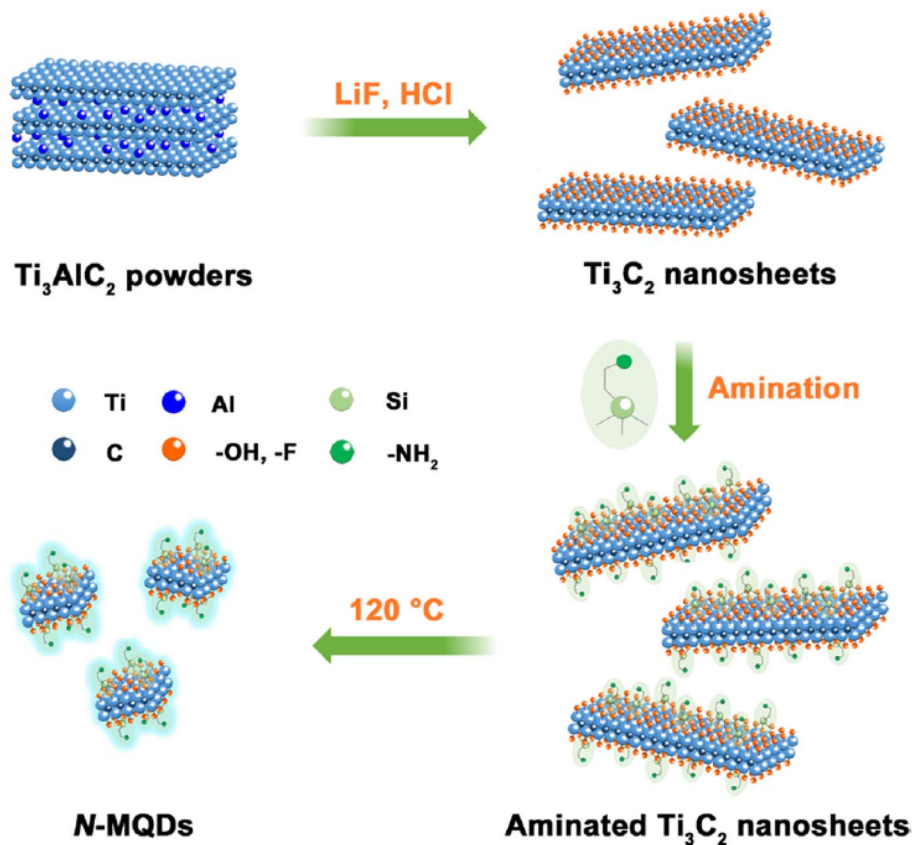 LiF, HCl
Ti₃AlC₂ powders
Ti₃C₂ nanosheets
Amination
Ti Al Si
C -OH, -F -NH₂
120 °C
N-MQDs
Aminated Ti₃C₂ nanosheets